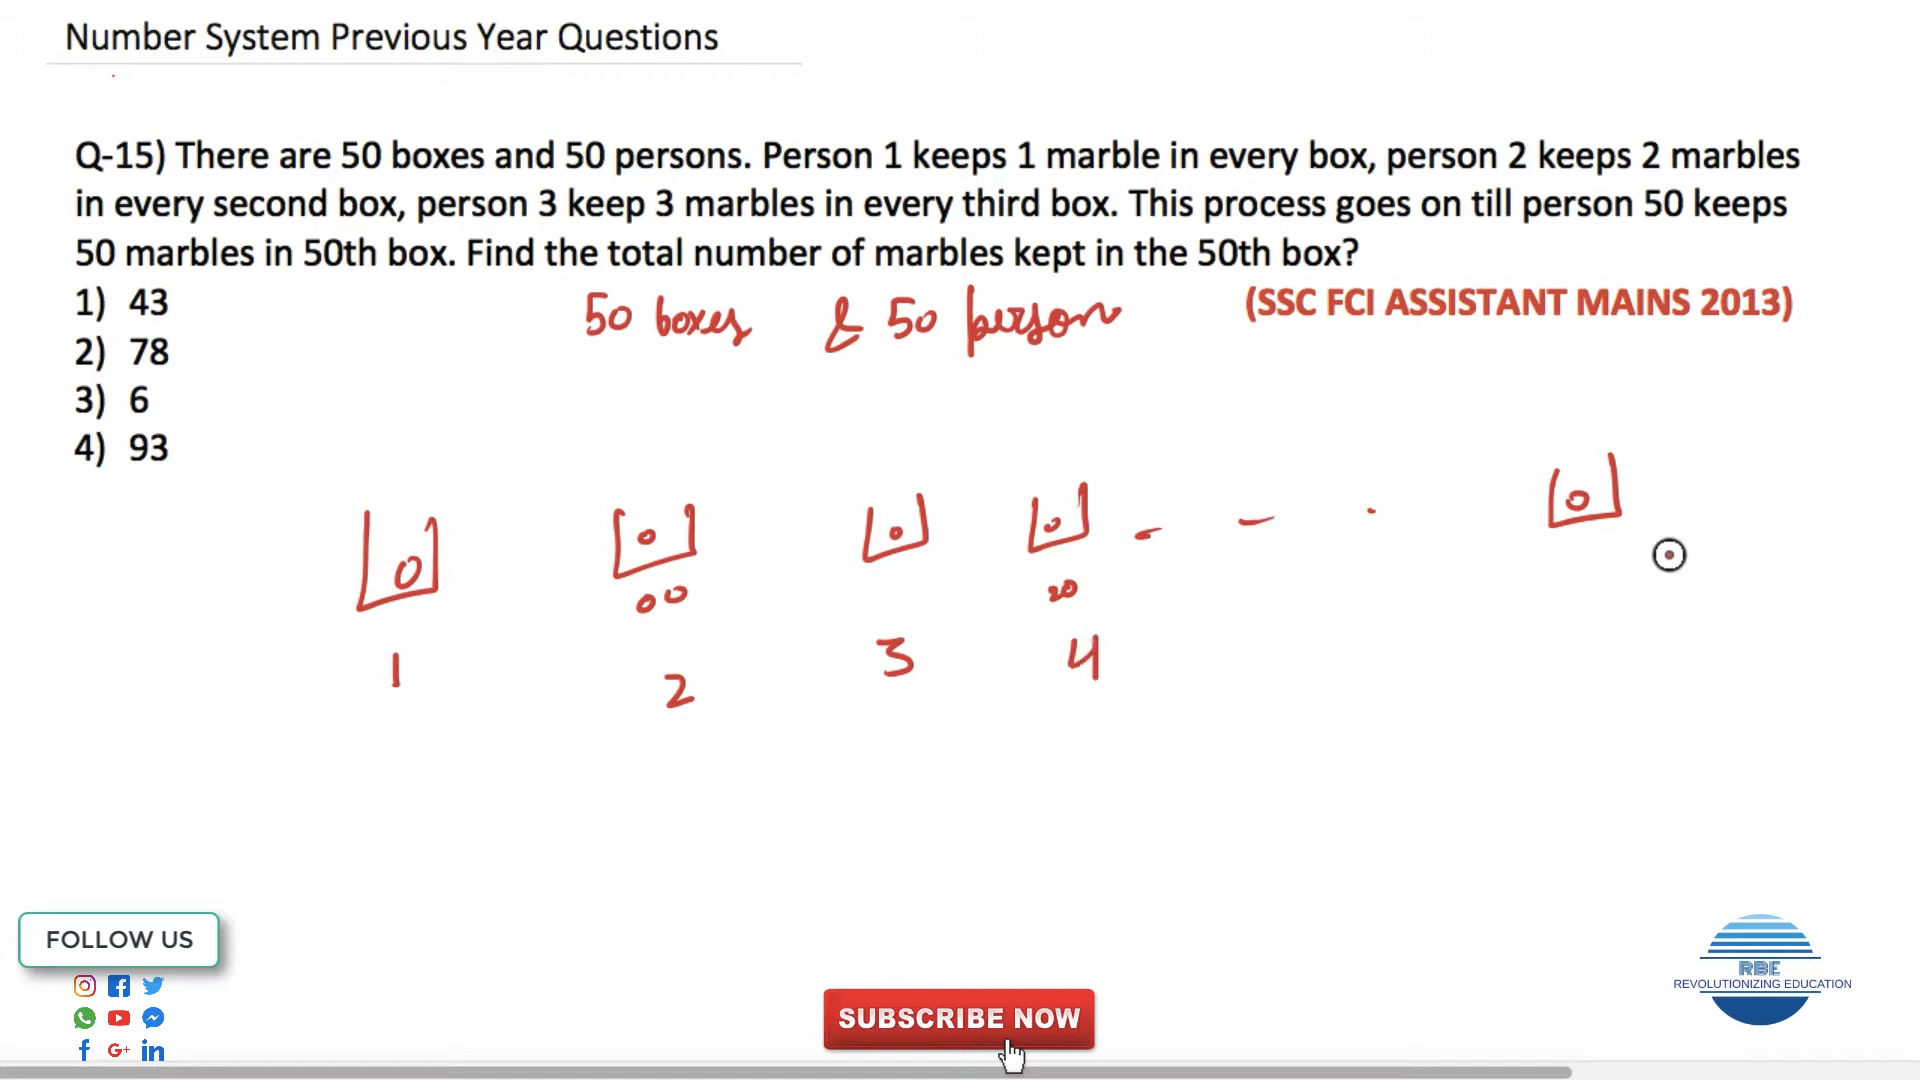 Number System Previous Year Questions
Q-15) There are 50 boxes and 50 persons. Person 1 keeps 1 marble in every box, person 2 keeps 2 marbles
in every second box, person 3 keep 3 marbles in every third box. This process goes on till person 50 keeps
50 marbles in 50th box. Find the total number of marbles kept in the 50th box?
1) 43
(SSC FCI ASSISTANT MAINS 2013)
50 boxes & 50 person
2) 78
3) 6
4) 93
1 2 3 4
FOLLOW US
SUBSCRIBE NOW
RBE
REVOLUTIONIZING EDUCATION